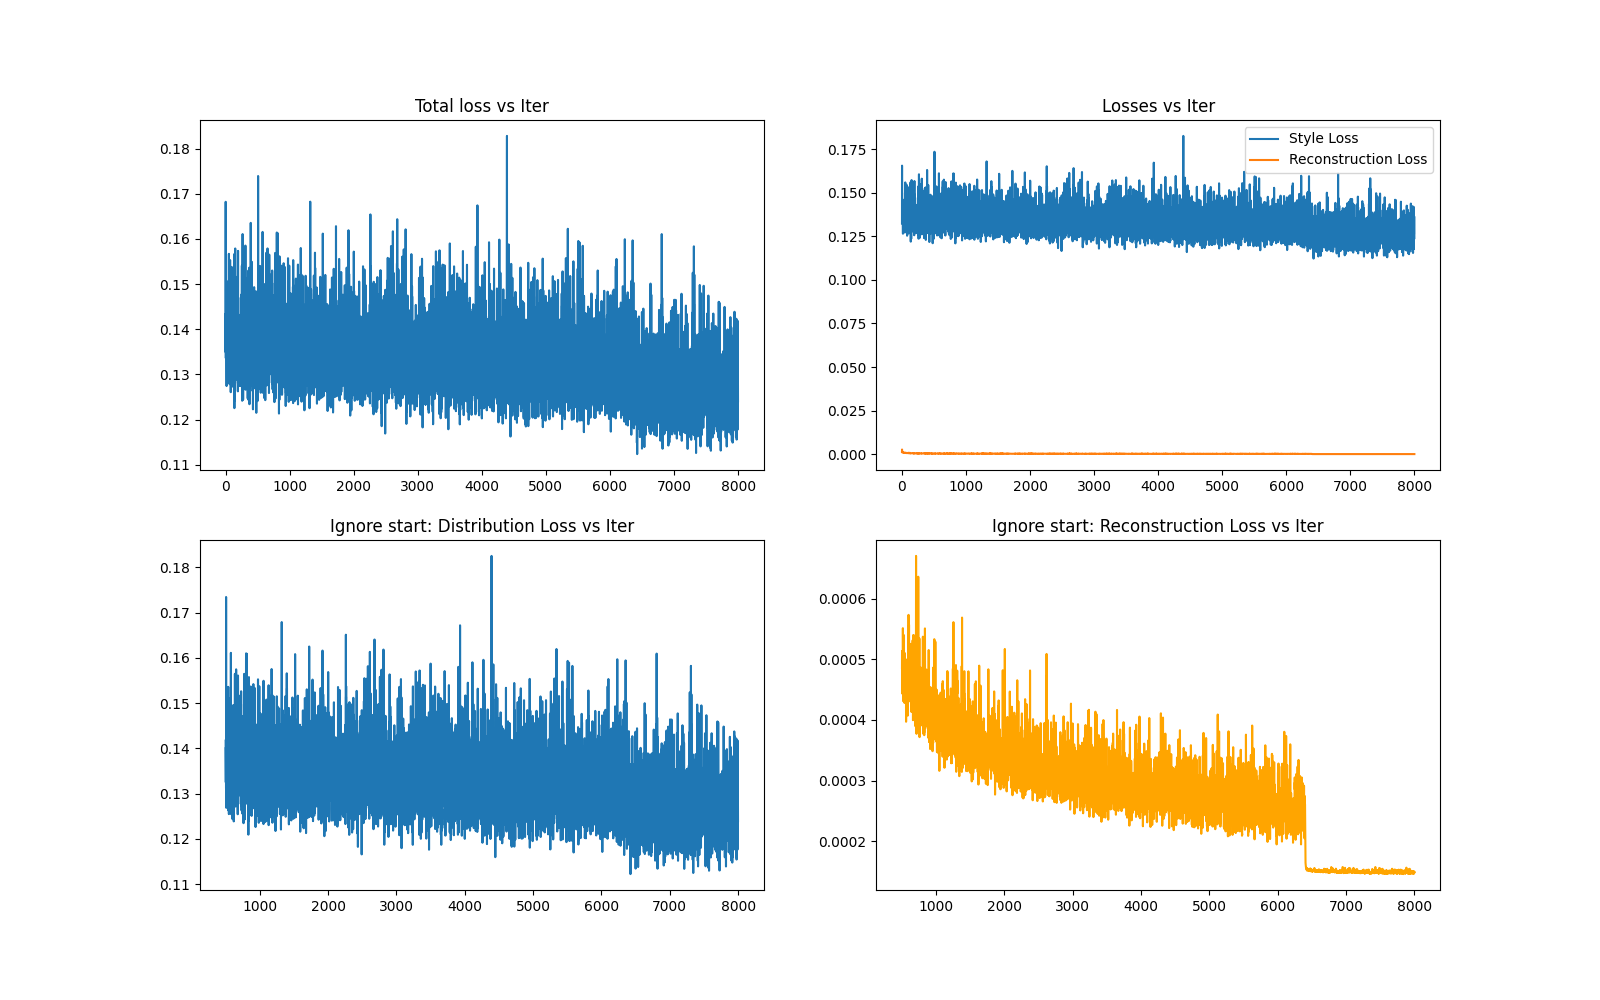 Total loss vs Iter
0.18
0.17
0.16
0.15
0.14
0.13
0.12
0.11
0 1000 2000 3000 4000 5000 6000 7000 8000
Losses vs Iter
Style Loss
Reconstruction Loss
0.175
0.150
0.125
0.100
0.075
0.050
0.025
0.000
0 1000 2000 3000 4000 5000 6000 7000 8000
Ignore start: Distribution Loss vs Iter
0.18
0.17
0.16
0.15
0.14
0.13
0.12
0.11
1000 2000 3000 4000 5000 6000 7000 8000
Ignore start: Reconstruction Loss vs Iter
0.0006
0.0005
0.0004
0.0003
0.0002
1000 2000 3000 4000 5000 6000 7000 8000